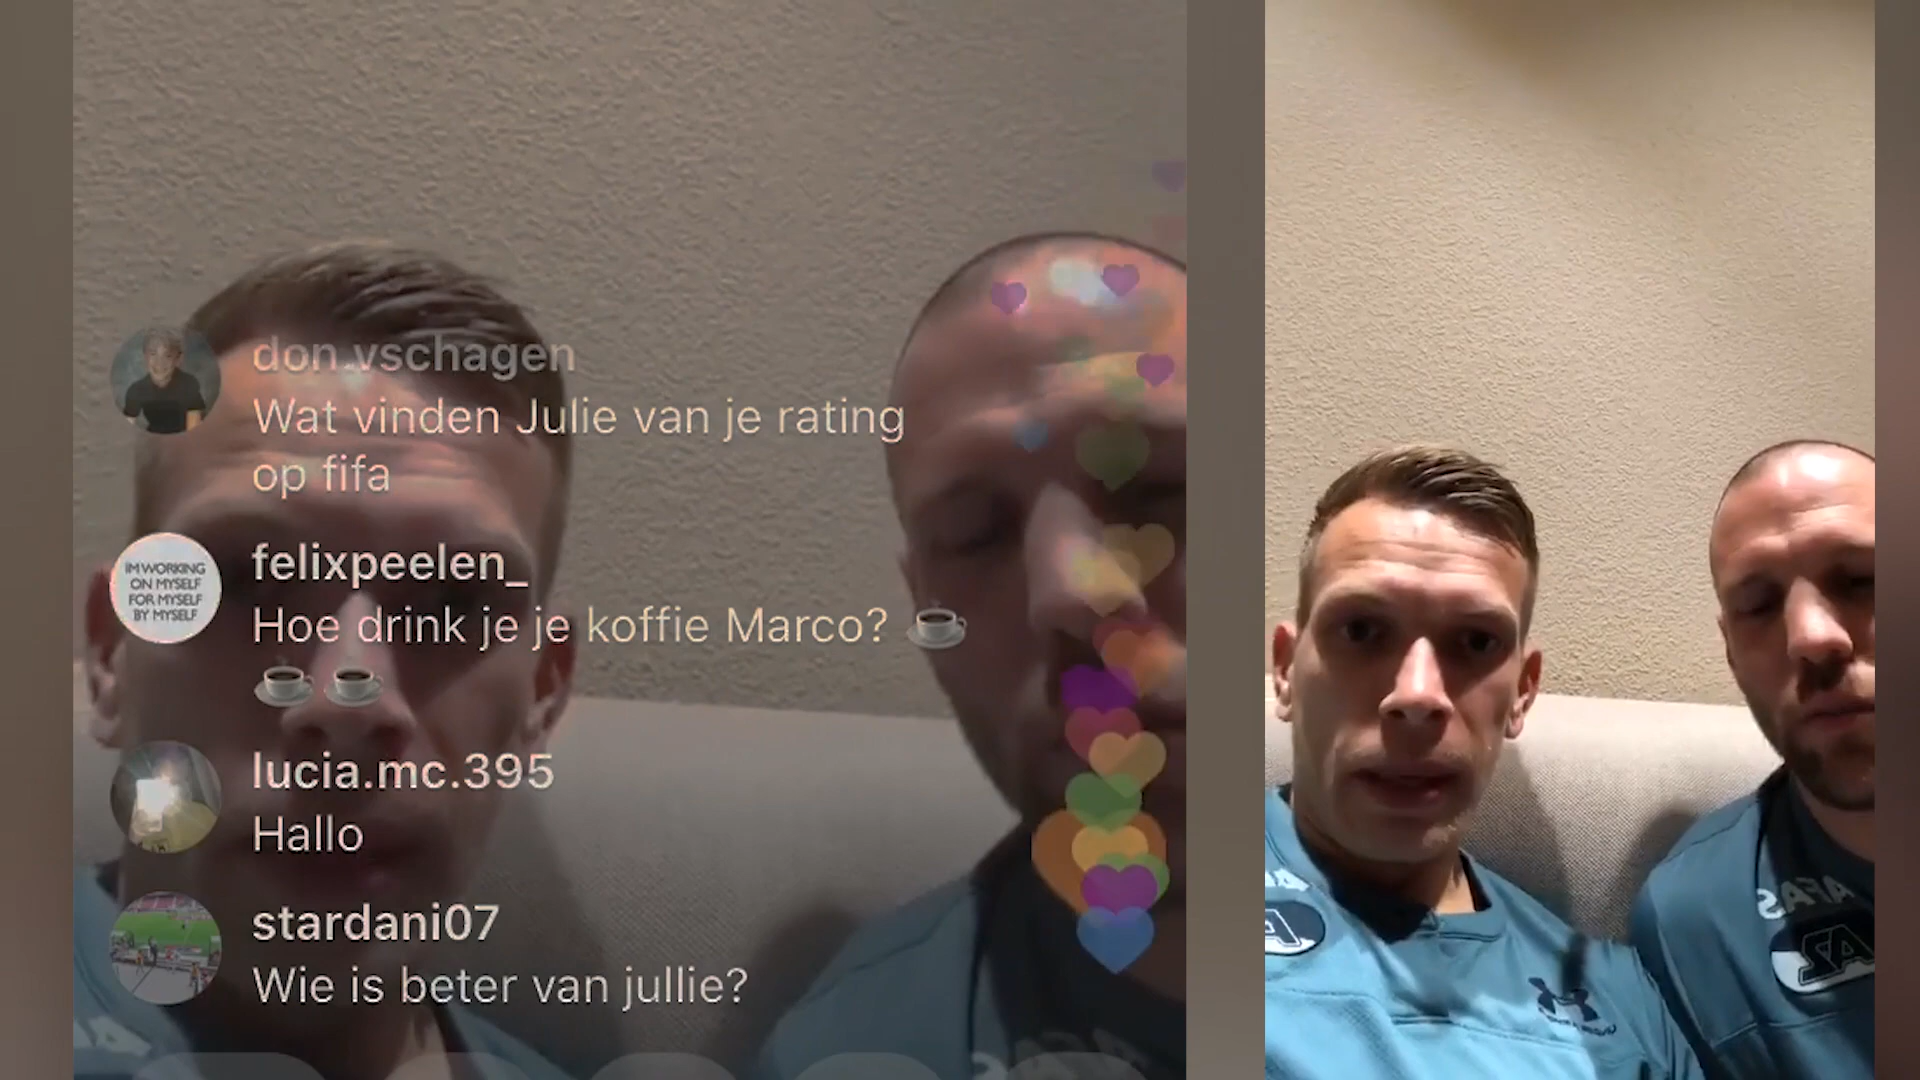 don.vschagen
Wat vinden Julie van je rating
op fifa
felixpeelen_
IM WORKING
ON MYSELF
FOR MYSELF
BY MYSELF
Hoe drink je je koffie Marco? ☕
☕ ☕
lucia.mc.395
Hallo
stardani07
Wie is beter van jullie?
AFAS
AZ